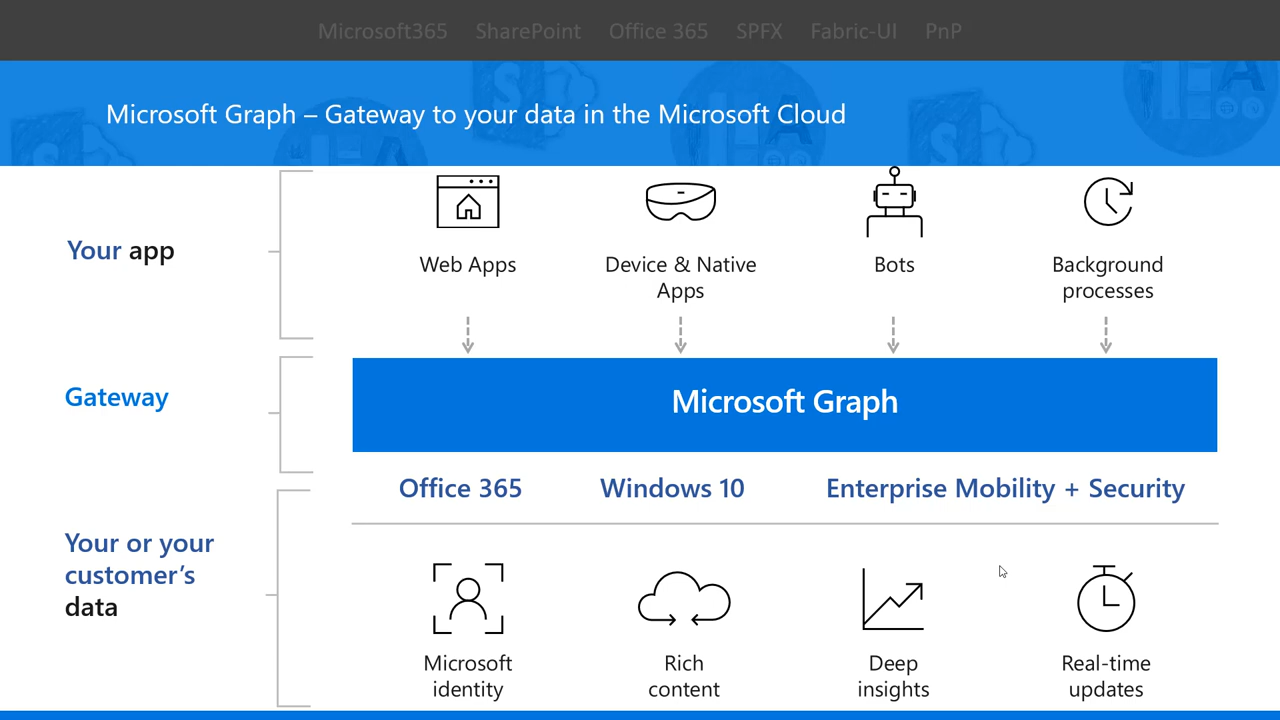 Microsoft365 SharePoint Office 365 SPFX Fabric-UI PnP
Microsoft Graph – Gateway to your data in the Microsoft Cloud
Your app
Web Apps
Device & Native
Apps
Bots
Background
processes
Gateway
Microsoft Graph
Office 365 Windows 10 Enterprise Mobility + Security
Your or your
customer’s
data
Microsoft
identity
Rich
content
Deep
insights
Real-time
updates